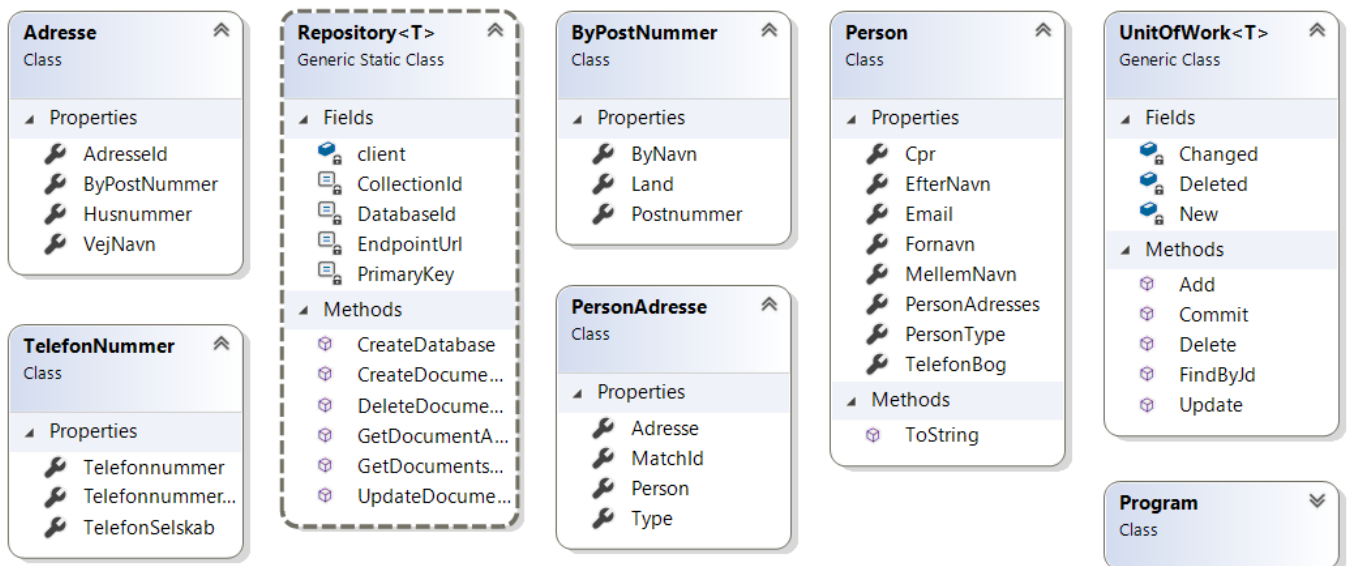 Adresse
Class
Properties
AdresseId
ByPostNummer
Husnummer
VejNavn
TelefonNummer
Class
Properties
Telefonnummer
Telefonnummer...
TelefonSelskab
Repository<T>
Generic Static Class
Fields
client
CollectionId
DatabaseId
EndpointUrl
PrimaryKey
Methods
CreateDatabase
CreateDocume...
DeleteDocume...
GetDocumentA...
GetDocuments...
UpdateDocume...
ByPostNummer
Class
Properties
ByNavn
Land
Postnummer
PersonAdresse
Class
Properties
Adresse
MatchId
Person
Type
Person
Class
Properties
Cpr
EfterNavn
Email
Fornavn
MellemNavn
PersonAdresses
PersonType
TelefonBog
Methods
ToString
UnitOfWork<T>
Generic Class
Fields
Changed
Deleted
New
Methods
Add
Commit
Delete
FindByJd
Update
Program
Class